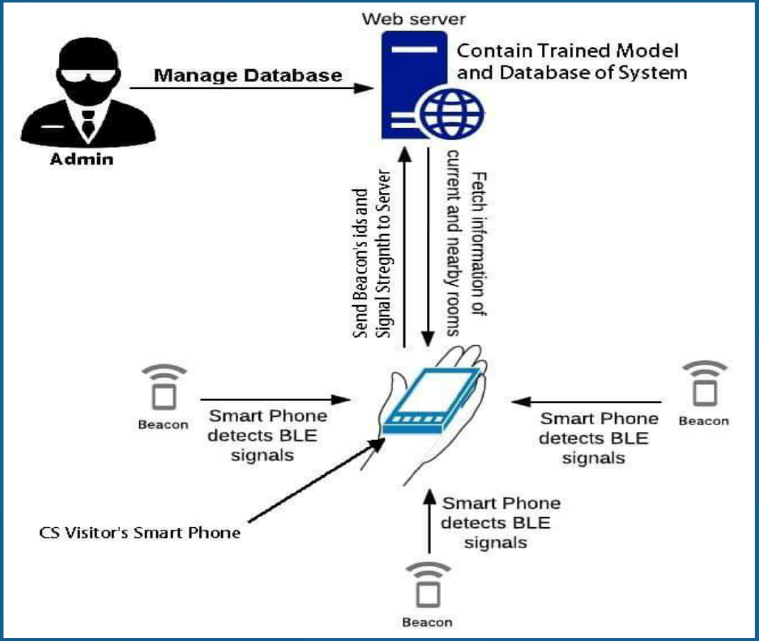 Web server
Contain Trained Model
and Database of System
Manage Database
Admin
Send Beacon's ids and
Signal Stregnth to Server
Fetch information of
current and nearby rooms
Beacon
Smart Phone
detects BLE
signals
Smart Phone
detects BLE
signals
Beacon
CS Visitor's Smart Phone
Smart Phone
detects BLE
signals
Beacon